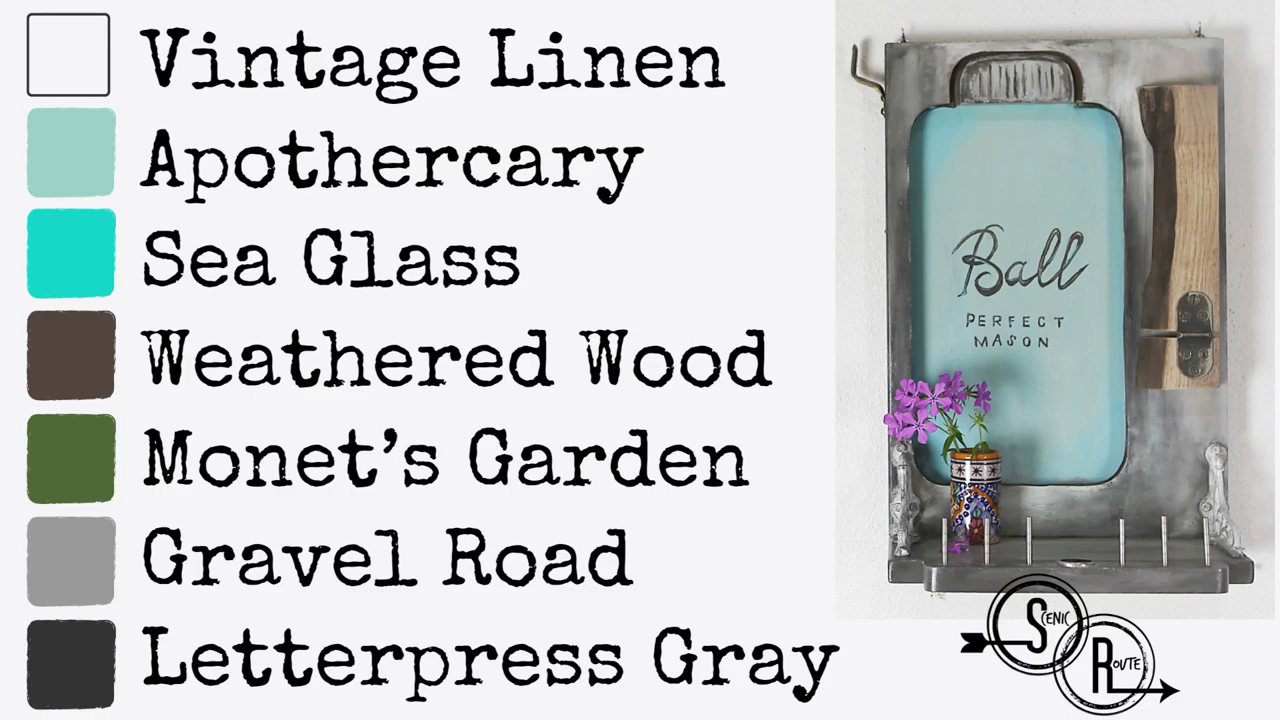 Vintage Linen
Apothercary
Sea Glass
Weathered Wood
Monet’s Garden
Gravel Road
Letterpress Gray
Ball
PERFECT
MASON
SCENIC
ROUTE